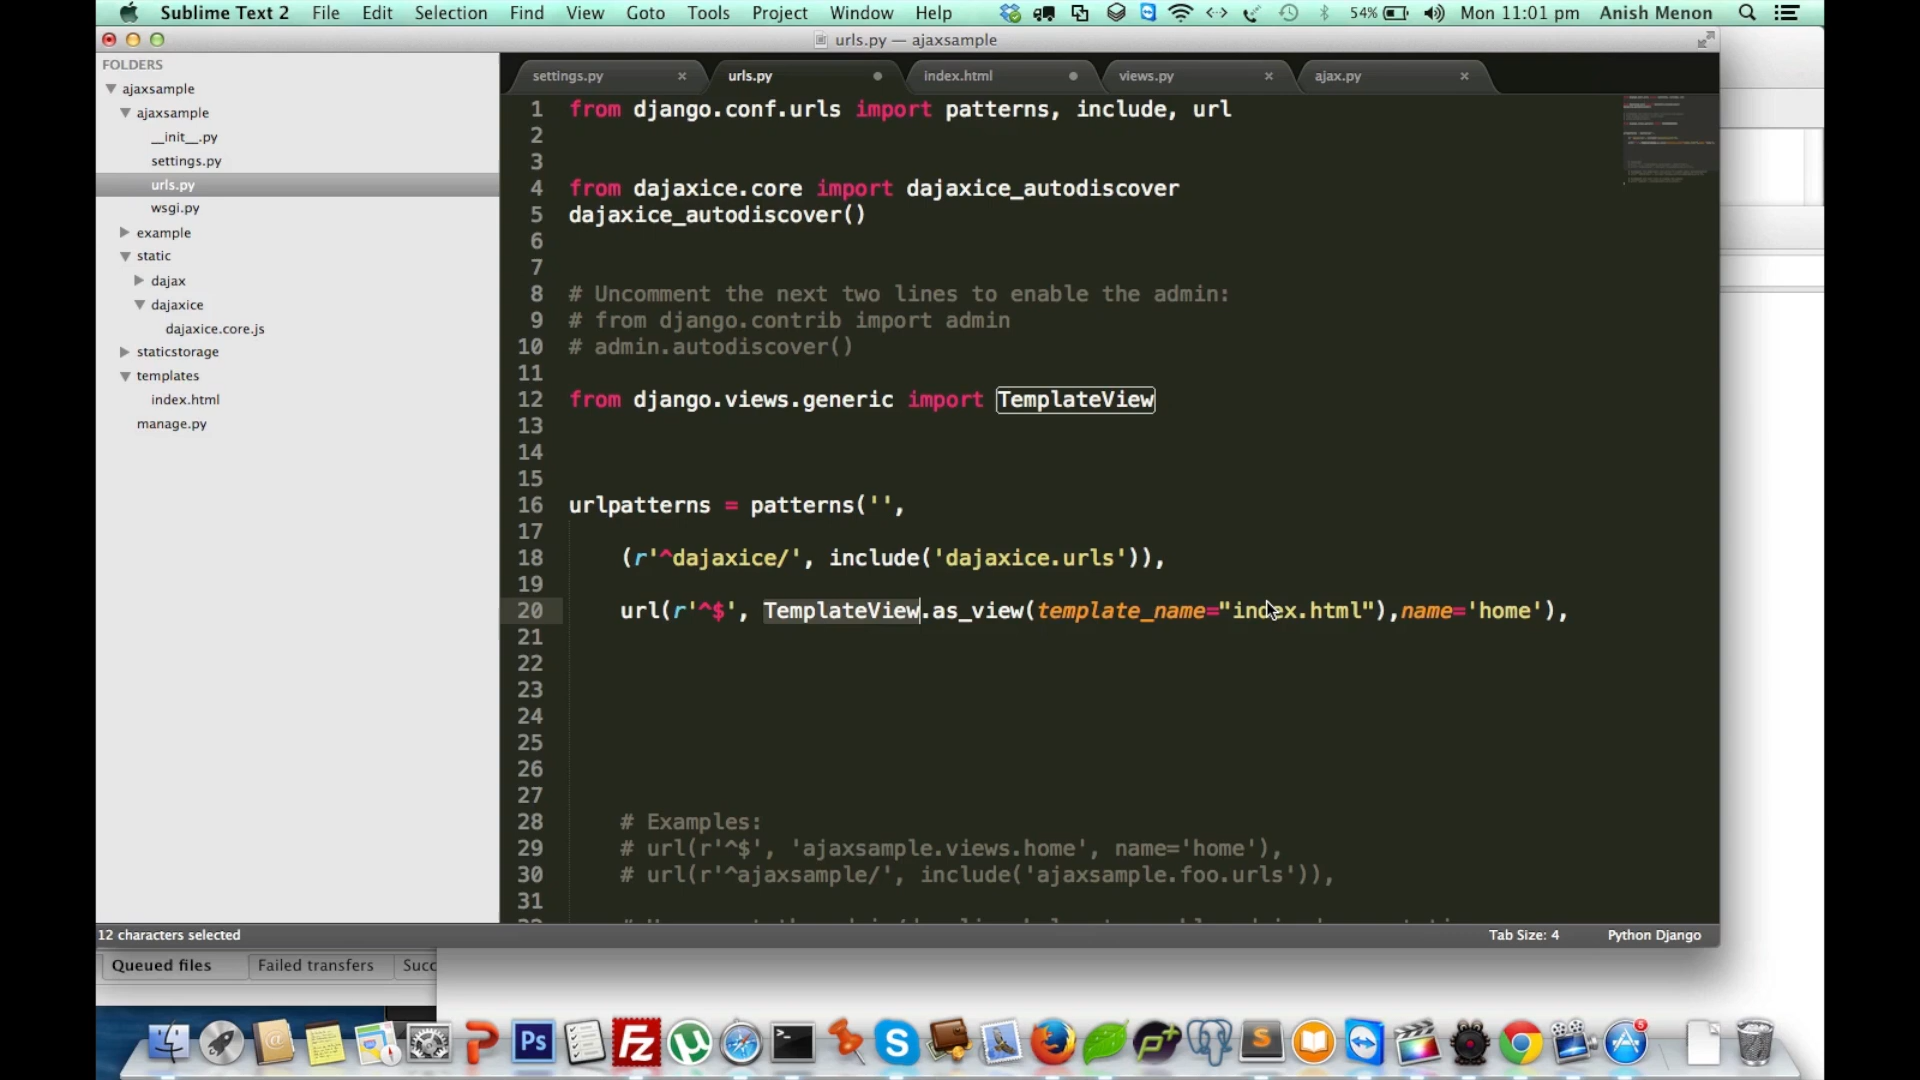 Sublime Text 2 File Edit Selection Find View Goto Tools Project Window Help 54% Mon 11:01 pm Anish Menon
urls.py — ajaxsample
FOLDERS
ajaxsample
ajaxsample
__init__.py
settings.py
urls.py
wsgi.py
example
static
dajax
dajaxice
dajaxice.core.js
staticstorage
templates
index.html
manage.py
settings.py urls.py index.html views.py ajax.py
1 from django.conf.urls import patterns, include, url
2
3
4 from dajaxice.core import dajaxice_autodiscover
5 dajaxice_autodiscover()
6
7
8 # Uncomment the next two lines to enable the admin:
9 # from django.contrib import admin
10 # admin.autodiscover()
11
12 from django.views.generic import TemplateView
13
14
15
16 urlpatterns = patterns('',
17
18 (r'^dajaxice/', include('dajaxice.urls')),
19
20 url(r'^$', TemplateView.as_view(template_name="index.html"),name='home'),
21
22
23
24
25
26
27
28 # Examples:
29 # url(r'^$', 'ajaxsample.views.home', name='home'),
30 # url(r'^ajaxsample/', include('ajaxsample.foo.urls')),
31
12 characters selected Tab Size: 4 Python Django
Queued files Failed transfers Succ
Ps
Fz
S
S
5